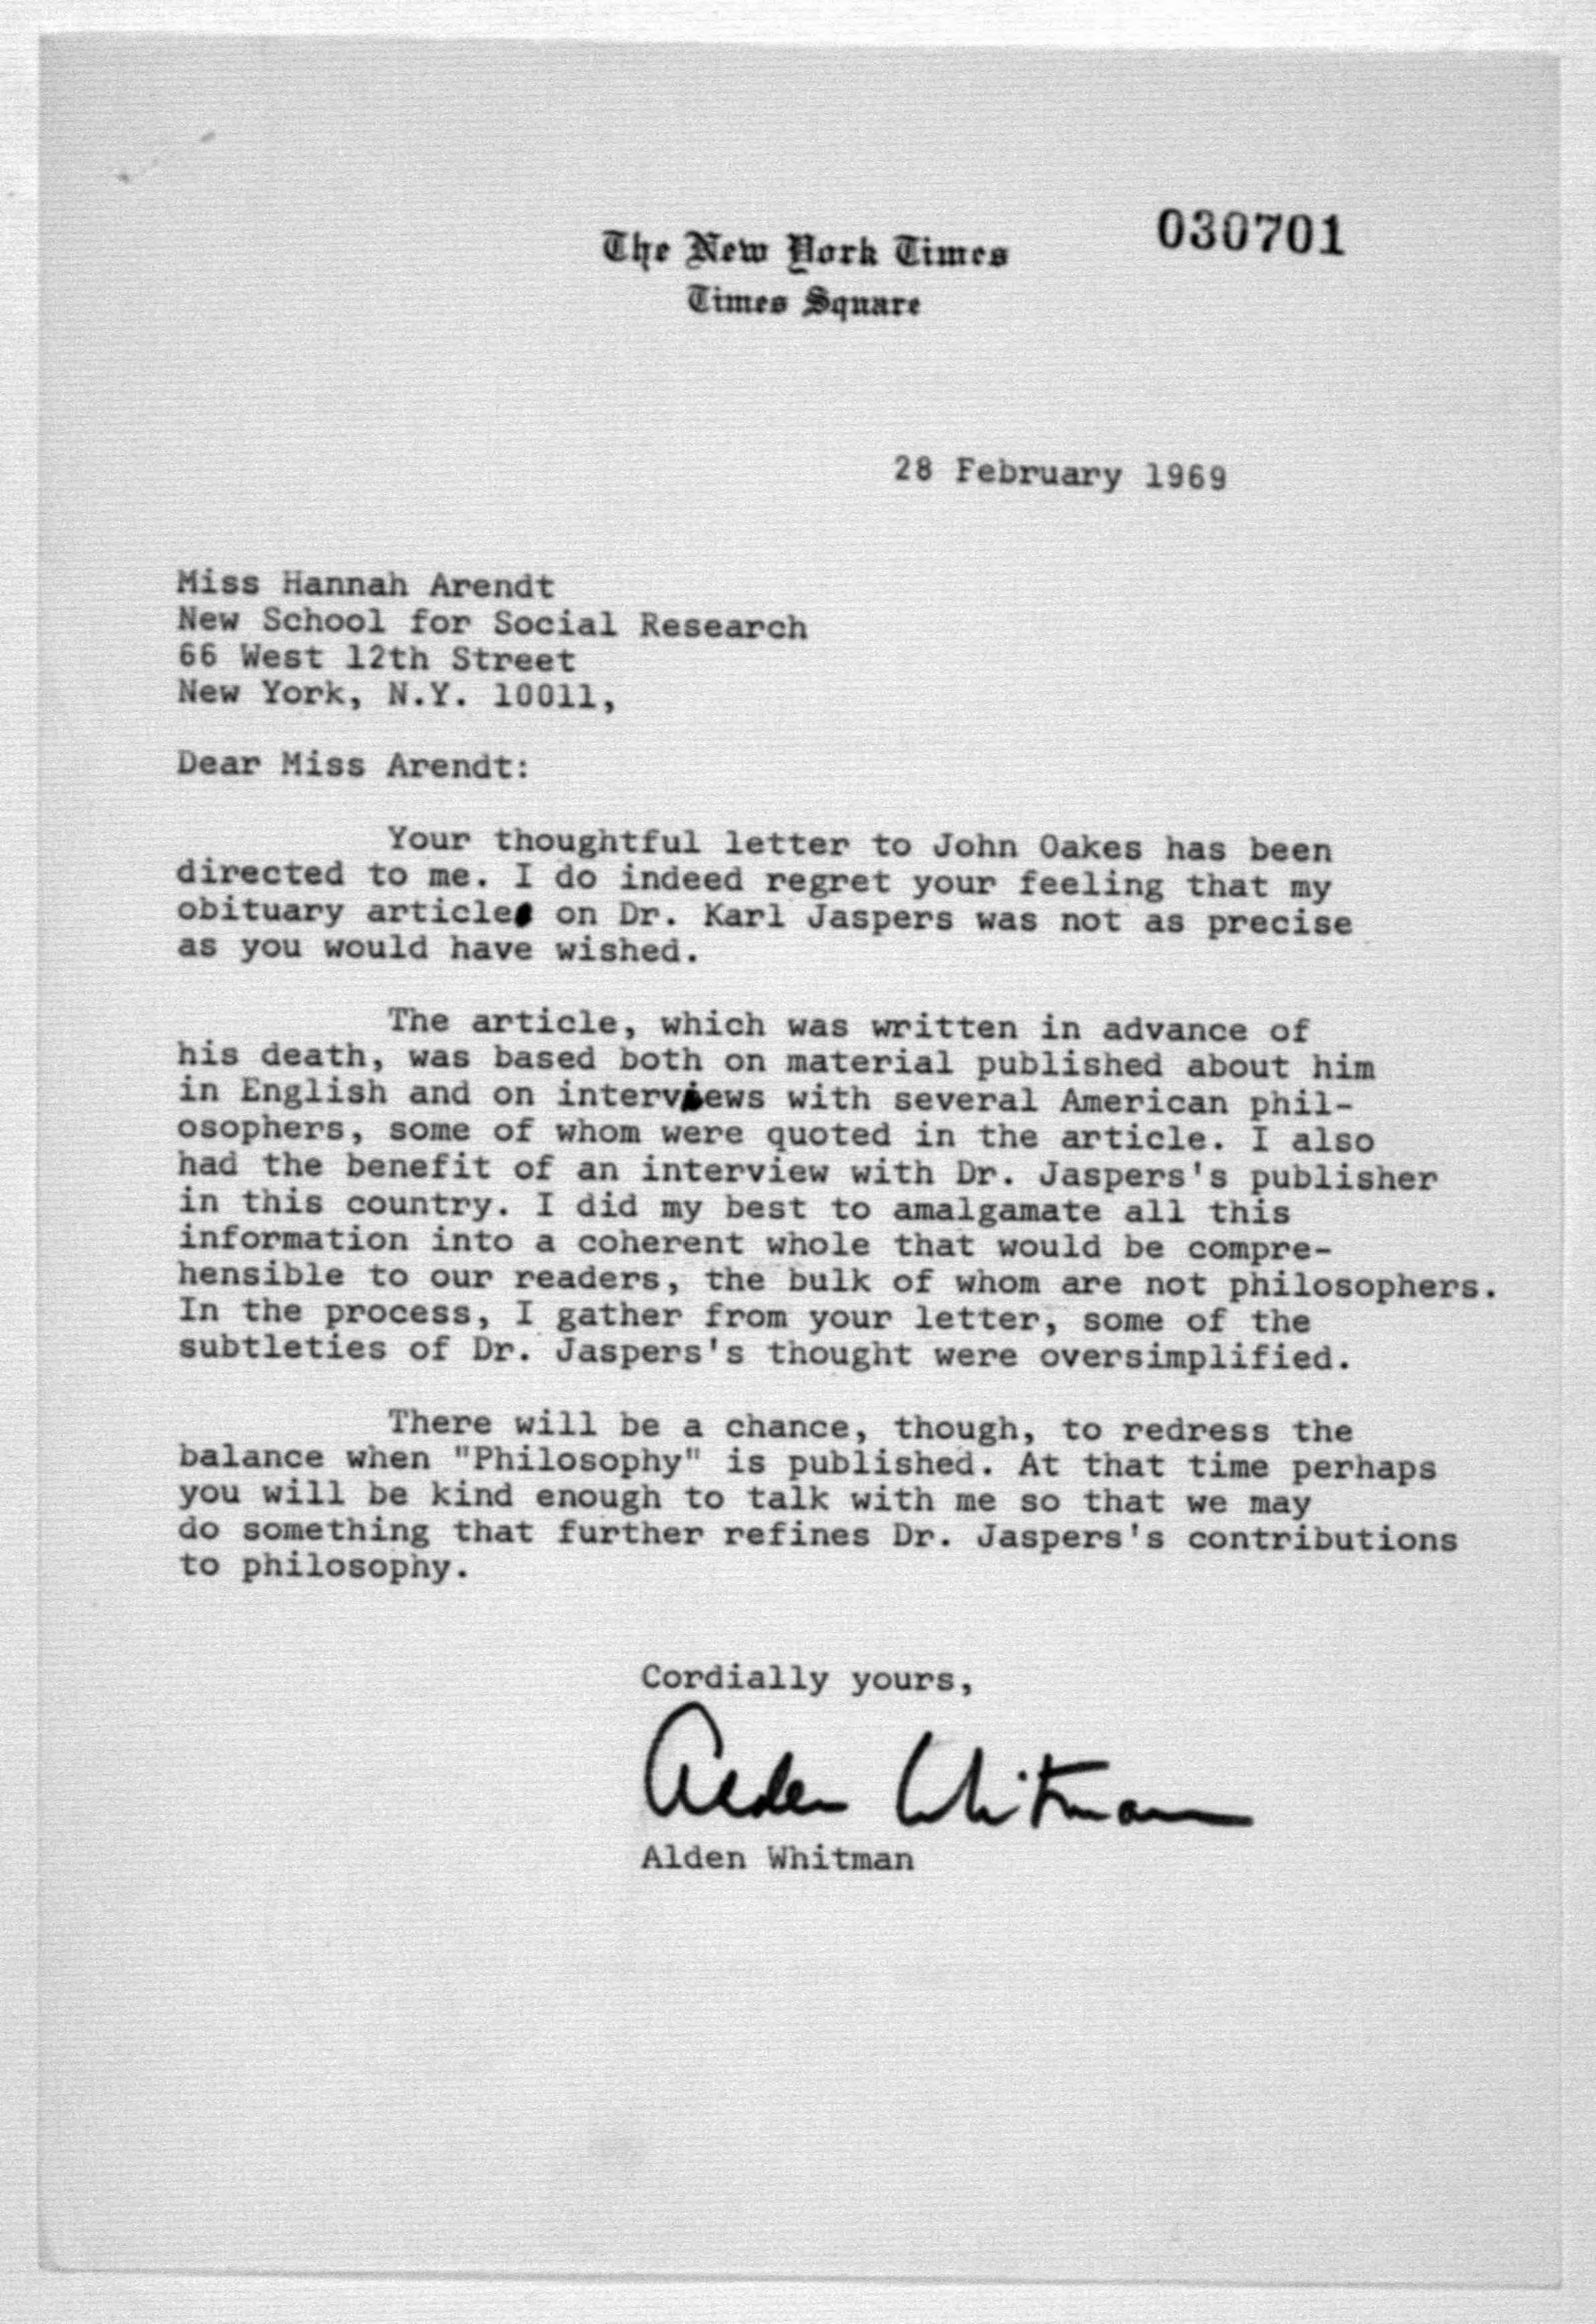 030701
The New York Times
Times Square
28 February 1969
Miss Hannah Arendt
New School for Social Research
66 West 12th Street
New York, N.Y. 10011,
Dear Miss Arendt:
Your thoughtful letter to John Oakes has been
directed to me. I do indeed regret your feeling that my
obituary article on Dr. Karl Jaspers was not as precise
as you would have wished.
The article, which was written in advance of
his death, was based both on material published about him
in English and on interviews with several American phil-
osophers, some of whom were quoted in the article. I also
had the benefit of an interview with Dr. Jaspers's publisher
in this country. I did my best to amalgamate all this
information into a coherent whole that would be compre-
hensible to our readers, the bulk of whom are not philosophers.
In the process, I gather from your letter, some of the
subtleties of Dr. Jaspers's thought were oversimplified.
There will be a chance, though, to redress the
balance when "Philosophy" is published. At that time perhaps
you will be kind enough to talk with me so that we may
do something that further refines Dr. Jaspers's contributions
to philosophy.
Cordially yours,
Alden Whitman
Alden Whitman